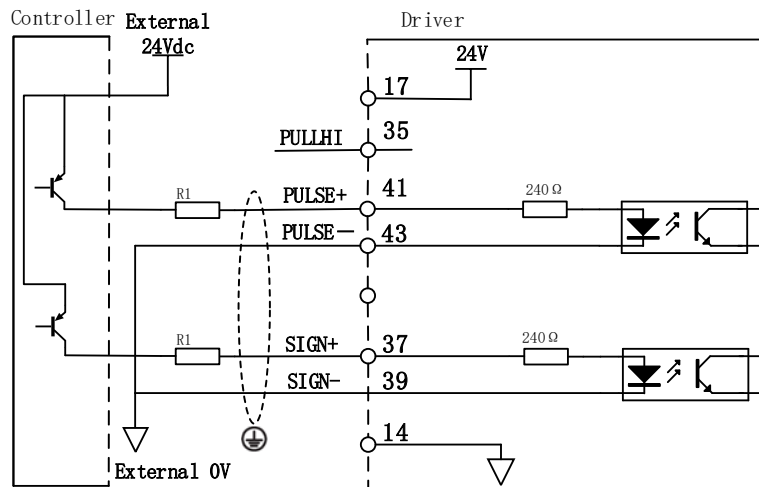 Controller
External
24Vdc
Driver
24V
17
PULLHI
35
R1
PULSE+
41
240Ω
PULSE—
43
R1
SIGN+
37
240Ω
SIGN-
39
14
External 0V